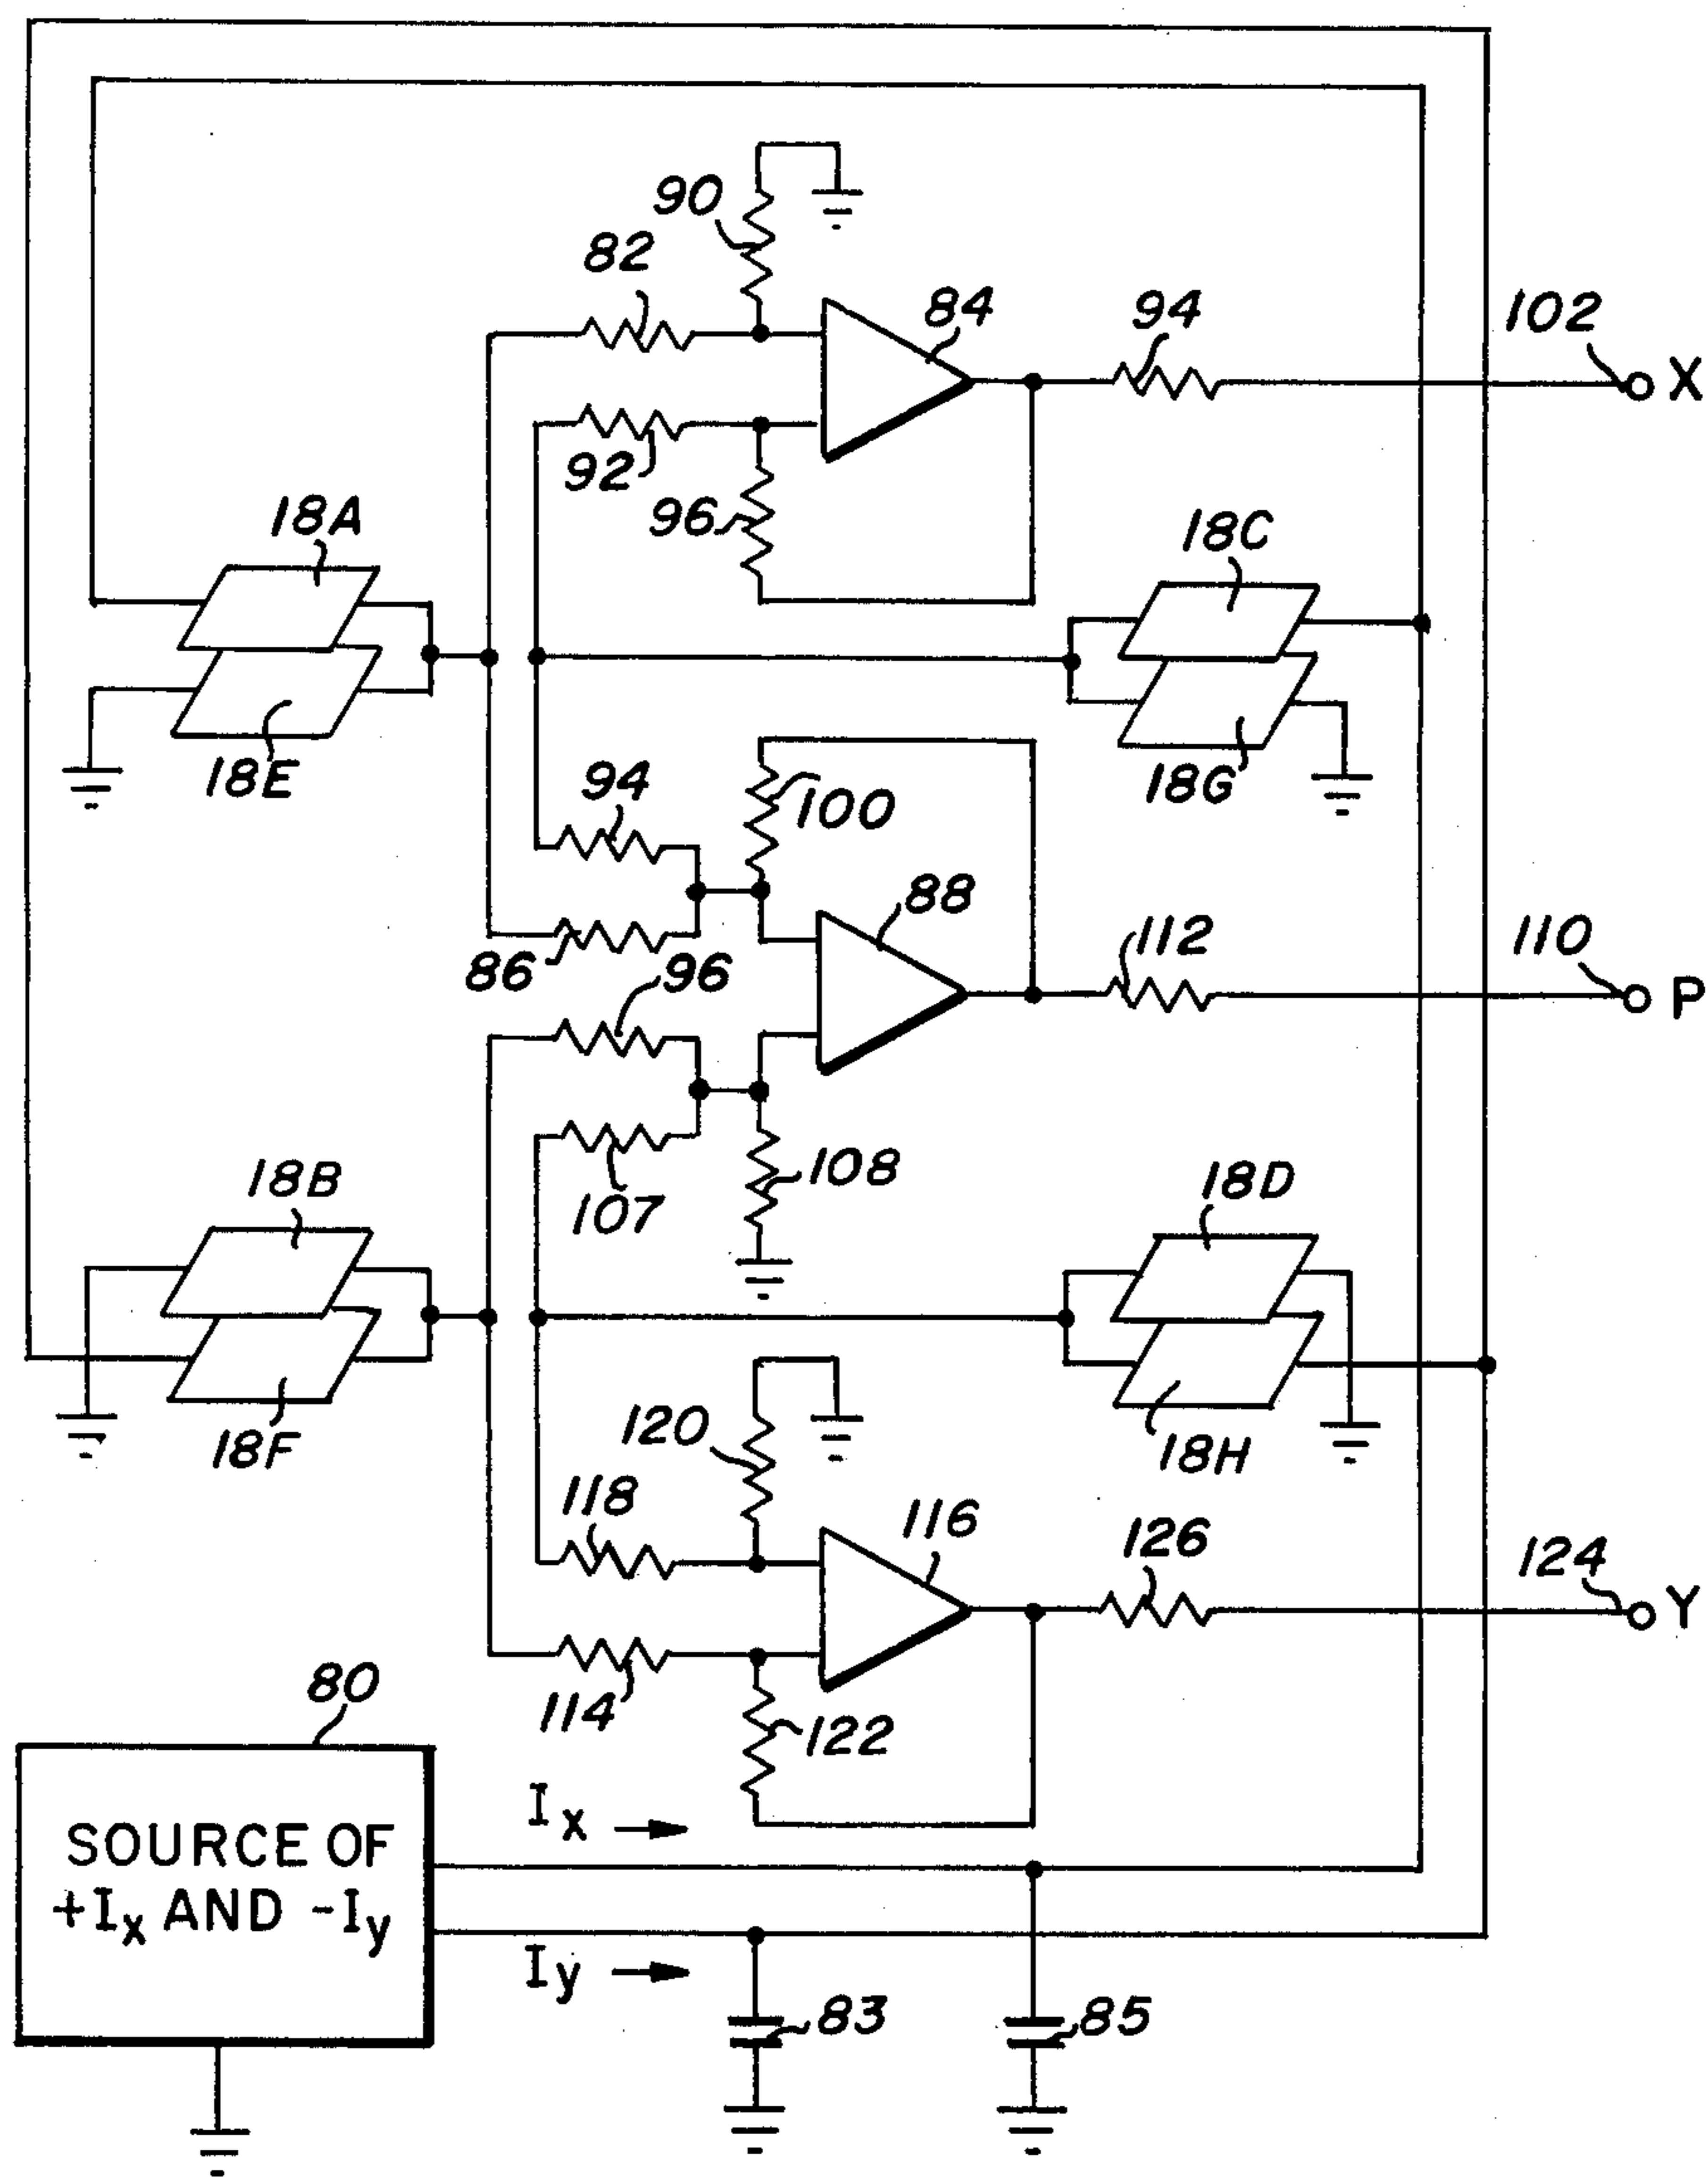 90
82
84
94
102
X
92
96
18A
18C
18E
18G
94
100
88
86
96
112
110
P
18B
107
108
18D
18F
120
18H
118
116
126
124
Y
114
122
80
SOURCE OF
+Ix AND -Iy
Ix
Iy
83
85